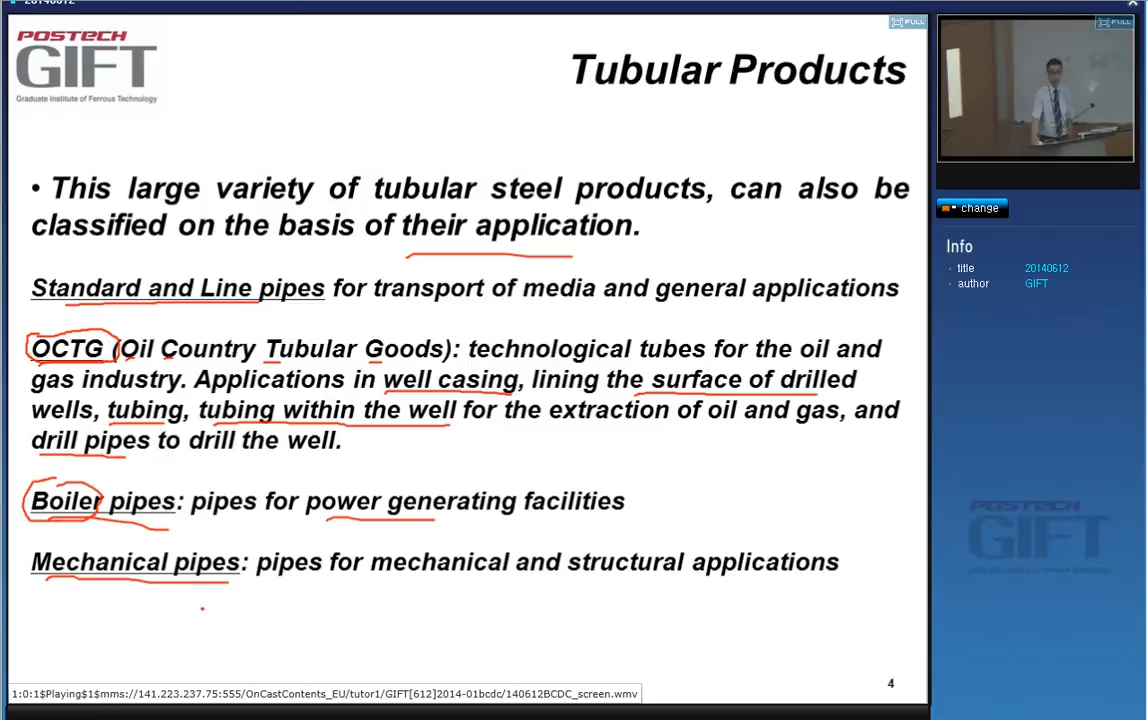 20140612
POSTECH
GIFT
Graduate Institute of Ferrous Technology
FULL
Tubular Products
• This large variety of tubular steel products, can also be
classified on the basis of their application.
Standard and Line pipes for transport of media and general applications
OCTG (Oil Country Tubular Goods): technological tubes for the oil and
gas industry. Applications in well casing, lining the surface of drilled
wells, tubing, tubing within the well for the extraction of oil and gas, and
drill pipes to drill the well.
Boiler pipes: pipes for power generating facilities
Mechanical pipes: pipes for mechanical and structural applications
4
1:0:1$Playing$1$mms://141.223.237.75:555/OnCastContents_EU/tutor1/GIFT[612]2014-01bcdc/140612BCDC_screen.wmv
FULL
change
Info
title 20140612
author GIFT
POSTECH
GIFT